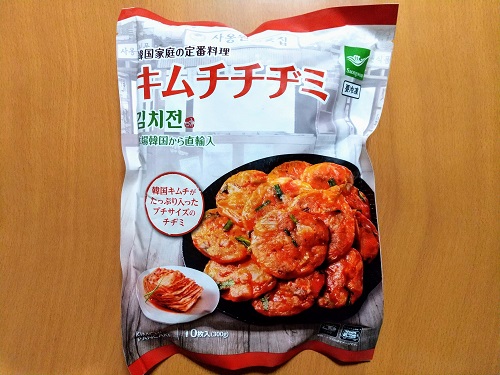 韓国家庭の定番料理
キムチチヂミ
要冷凍
김치전
本場韓国から直輸入
韓国キムチが
たっぷり入った
プチサイズの
チヂミ
10枚入(300g)